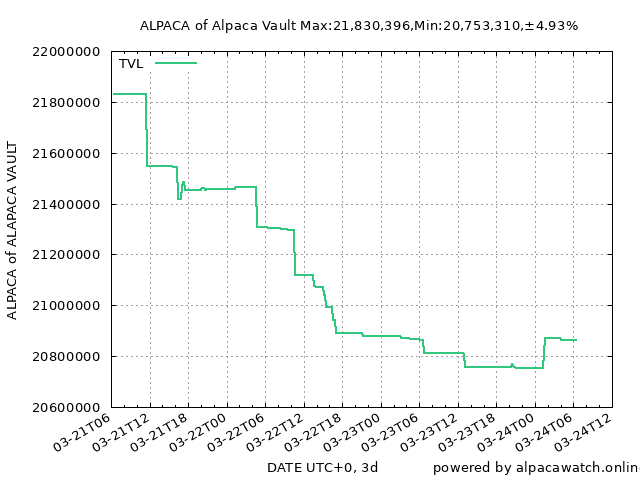 ALPACA of Alpaca Vault Max:21,830,396,Min:20,753,310,±4.93%
22000000
21800000
21600000
21400000
21200000
21000000
20800000
20600000
ALPACA of ALAPACA VAULT
TVL
03-21T06
03-21T12
03-21T18
03-22T00
03-22T06
03-22T12
03-22T18
03-23T00
03-23T06
03-23T12
03-23T18
03-24T00
03-24T06
03-24T12
DATE UTC+0, 3d
powered by alpacawatch.onlin